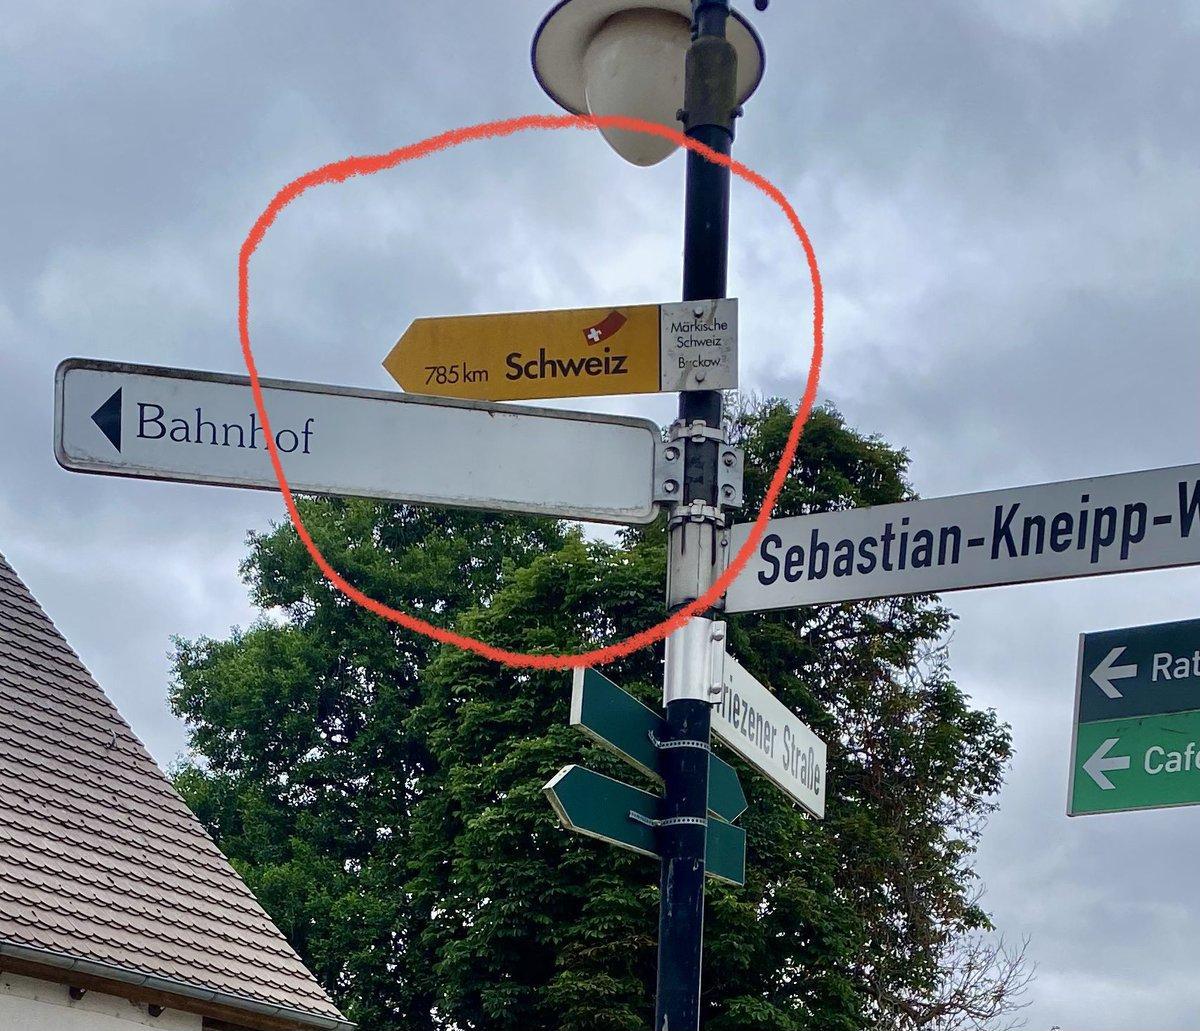 785 km Schweiz
Märkische
Schweiz
Buckow
Bahnhof
Sebastian-Kneipp-W
riezener Straße
Rat
Cafe